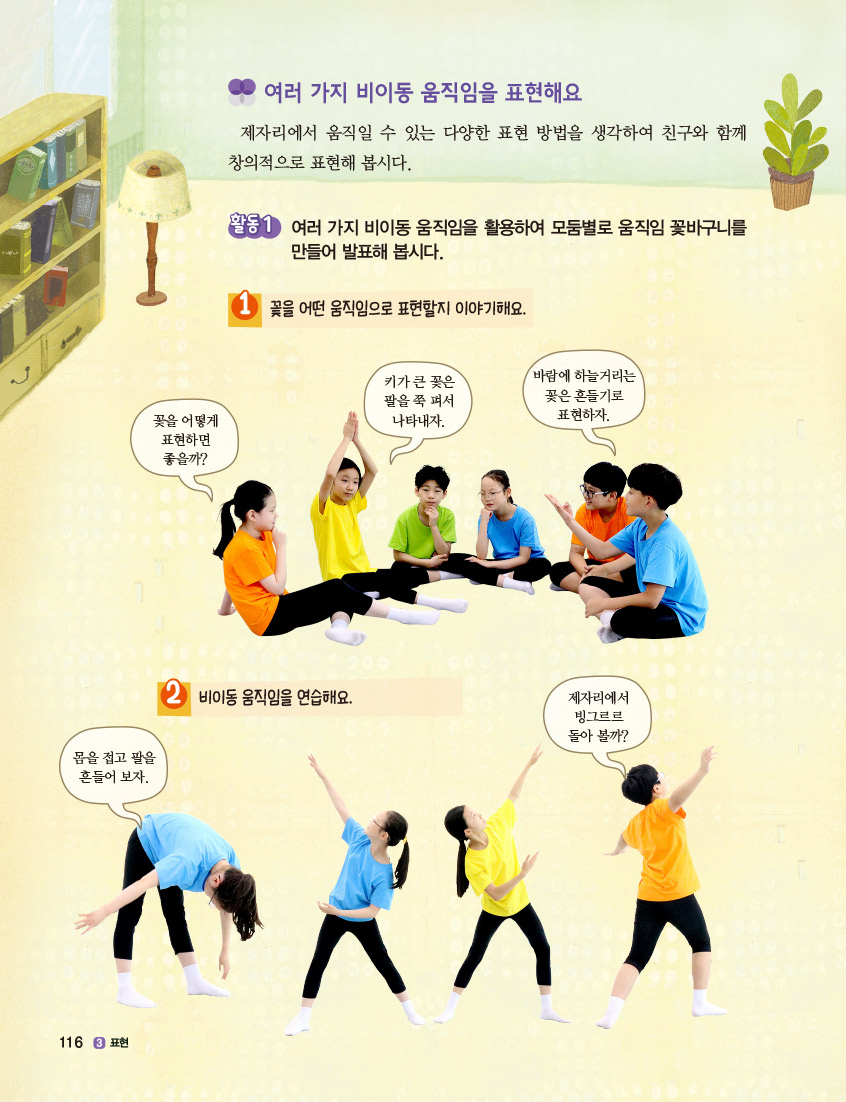 여러 가지 비이동 움직임을 표현해요
제자리에서 움직일 수 있는 다양한 표현 방법을 생각하여 친구와 함께
창의적으로 표현해 봅시다.
활동1 여러 가지 비이동 움직임을 활용하여 모둠별로 움직임 꽃바구니를
만들어 발표해 봅시다.
1 꽃을 어떤 움직임으로 표현할지 이야기해요.
꽃을 어떻게
표현하면
좋을까?
키가 큰 꽃은
팔을 쭉 펴서
나타내자.
바람에 하늘거리는
꽃은 흔들기로
표현하자.
2 비이동 움직임을 연습해요.
몸을 접고 팔을
흔들어 보자.
제자리에서
빙그르르
돌아 볼까?
116 3 표현